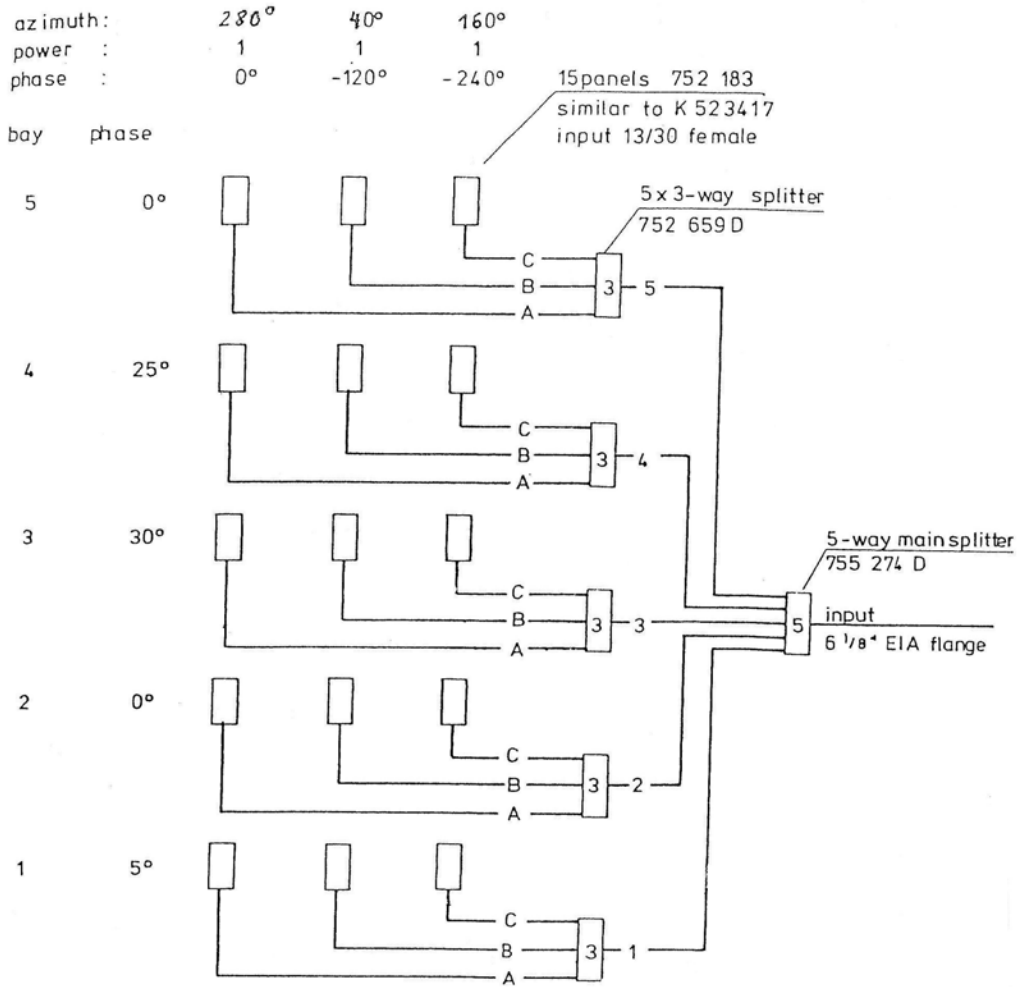 azimuth: 280° 40° 160°
power : 1 1 1
phase : 0° -120° -240°
15 panels 752 183
similar to K 523417
input 13/30 female
bay phase
5 0°
5 x 3-way splitter
752 659 D
C
B 3 5
A
4 25°
C
B 3 4
A
3 30°
5-way mainsplitter
755 274 D
C
B 3 3
A
5 input
6 1/8" EIA flange
2 0°
C
B 3 2
A
1 5°
C
B 3 1
A